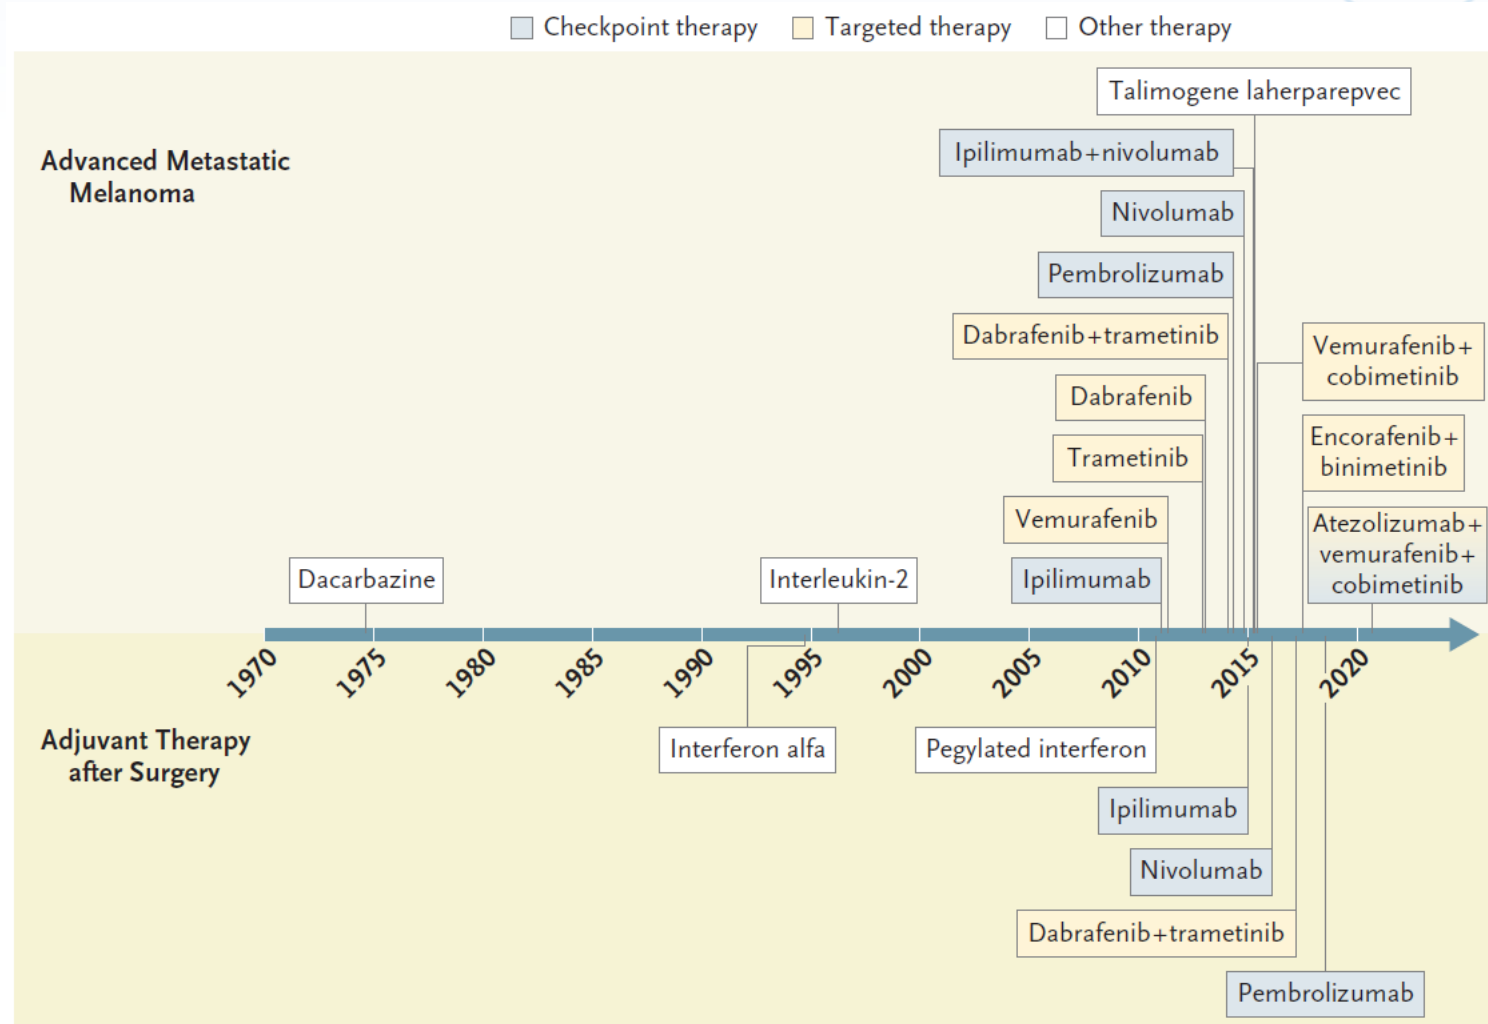 Checkpoint therapy Targeted therapy Other therapy
Talimogene laherparepvec
Ipilimumab+nivolumab
Advanced Metastatic
Melanoma
Nivolumab
Pembrolizumab
Dabrafenib+trametinib
Vemurafenib+
cobimetinib
Dabrafenib
Trametinib
Encorafenib+
binimetinib
Vemurafenib
Atezolizumab+
vemurafenib+
cobimetinib
Dacarbazine
Interleukin-2
Ipilimumab
1970 1975 1980 1985 1990 1995 2000 2005 2010 2015 2020
Adjuvant Therapy
after Surgery
Interferon alfa
Pegylated interferon
Ipilimumab
Nivolumab
Dabrafenib+trametinib
Pembrolizumab